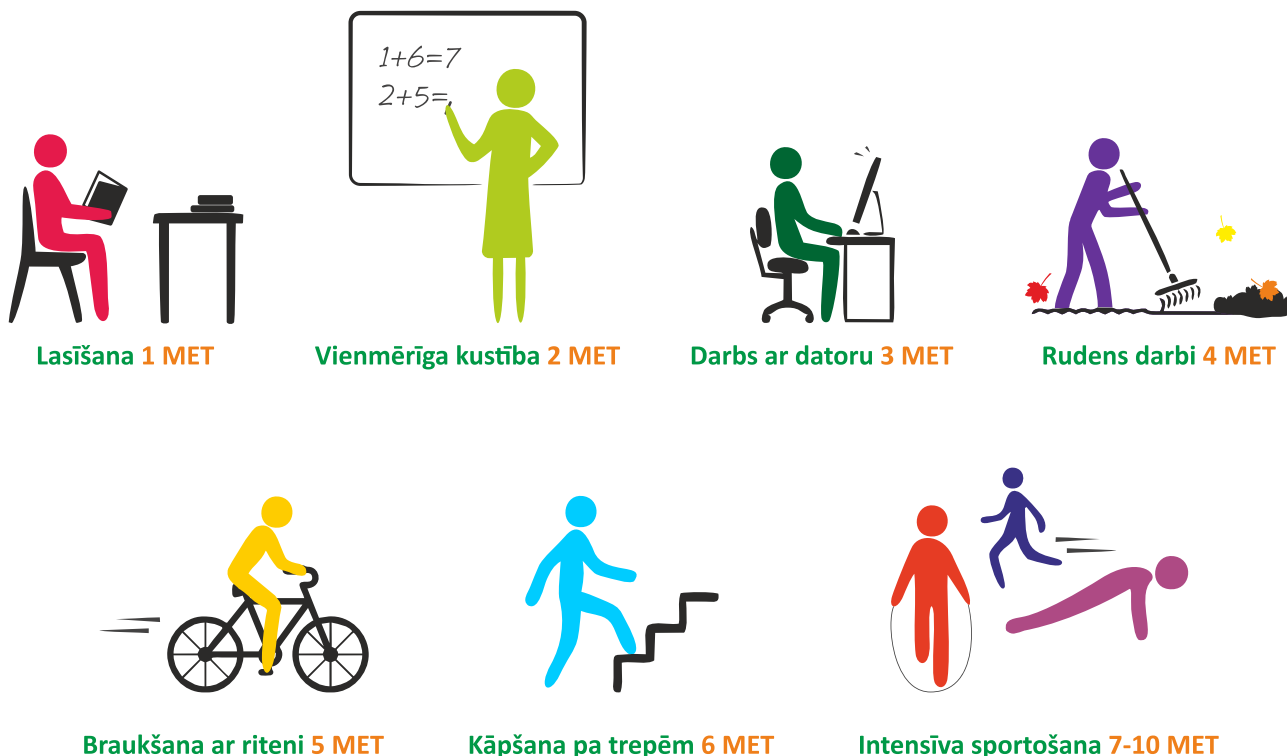 1+6=7
2+5=
Lasīšana 1 MET
Vienmērīga kustība 2 MET
Darbs ar datoru 3 MET
Rudens darbi 4 MET
Braukšana ar riteni 5 MET
Kāpšana pa trepēm 6 MET
Intensīva sportošana 7-10 MET